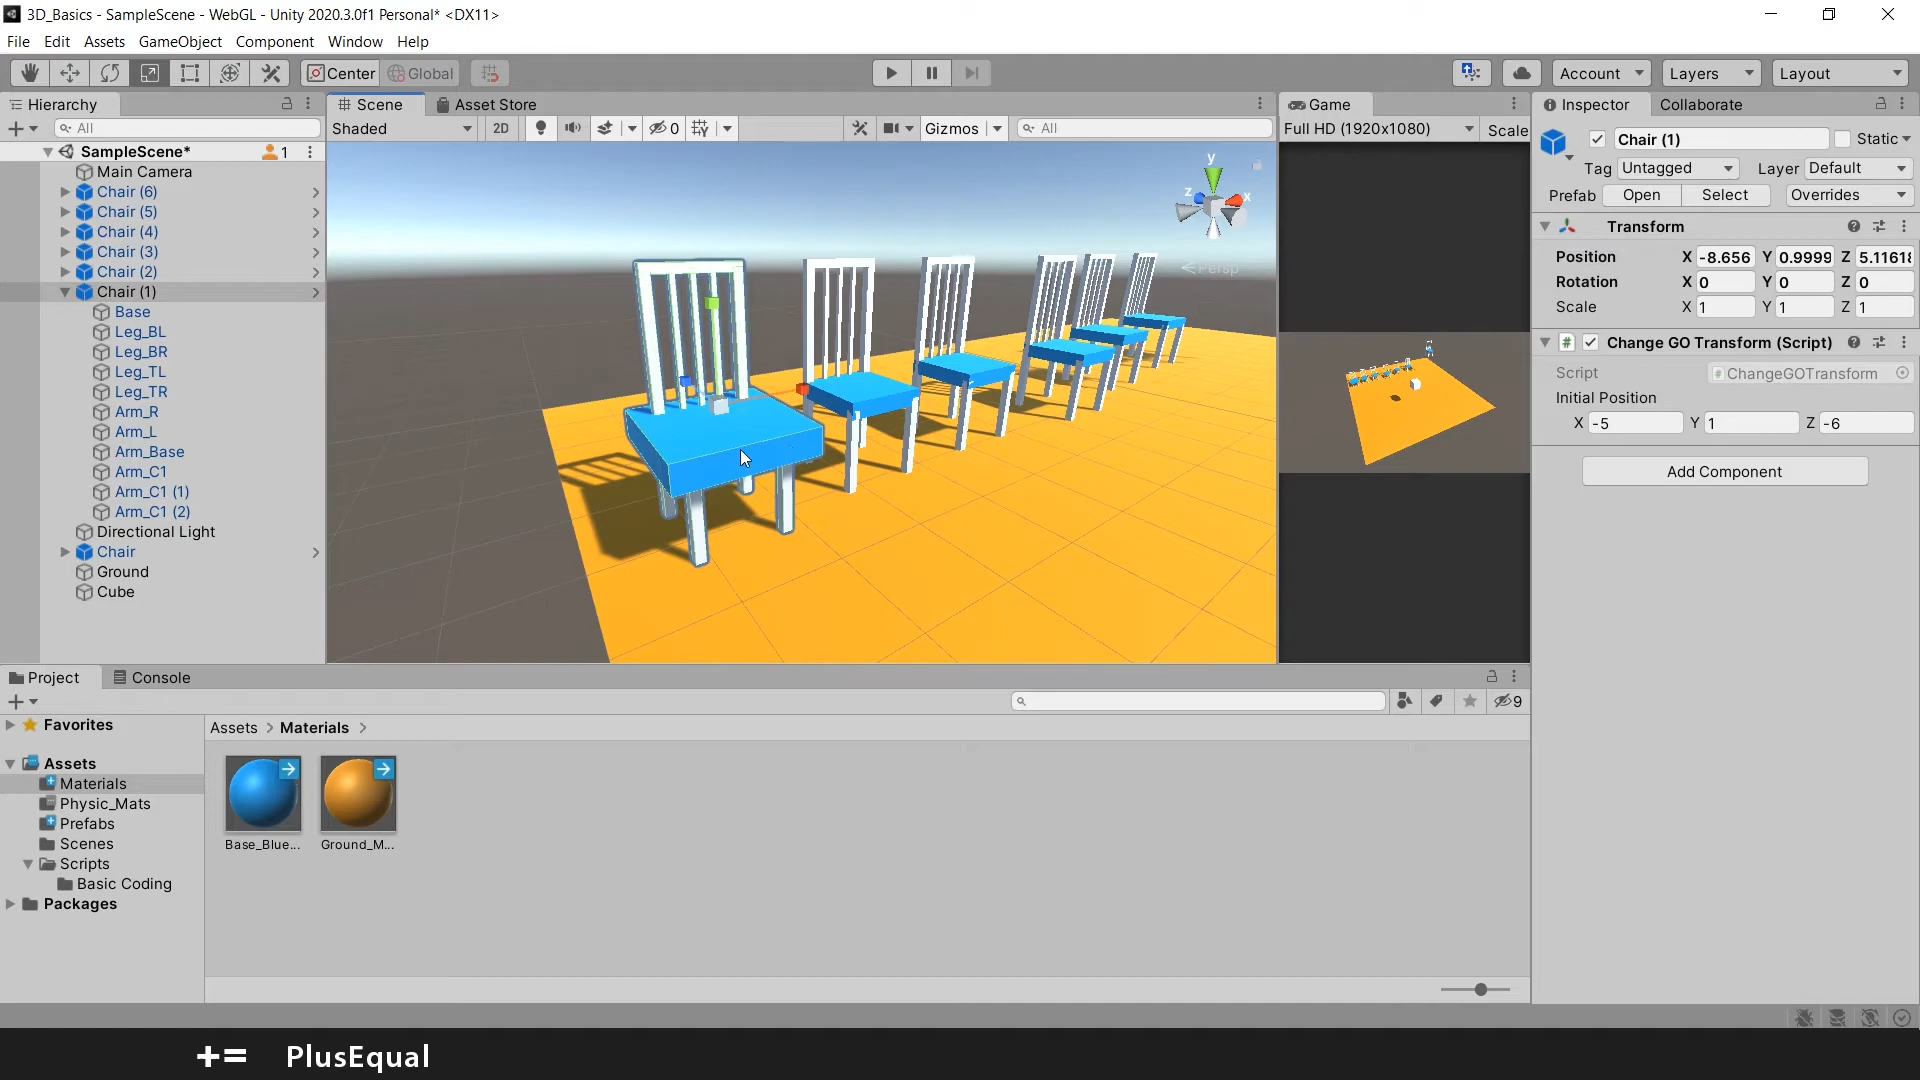 3D_Basics - SampleScene - WebGL - Unity 2020.3.0f1 Personal* <DX11>
File Edit Assets GameObject Component Window Help
Center Global
Account Layers Layout
Hierarchy
All
SampleScene* 1
Main Camera
Chair (6)
Chair (5)
Chair (4)
Chair (3)
Chair (2)
Chair (1)
Base
Leg_BL
Leg_BR
Leg_TL
Leg_TR
Arm_R
Arm_L
Arm_Base
Arm_C1
Arm_C1 (1)
Arm_C1 (2)
Directional Light
Chair
Ground
Cube
Scene Asset Store
Shaded 2D 0 Gizmos All
y
z x
Persp
Game
Full HD (1920x1080) Scale
Inspector Collaborate
Chair (1) Static
Tag Untagged Layer Default
Prefab Open Select Overrides
Transform
Position X -8.656 Y 0.9999 Z 5.1161
Rotation X 0 Y 0 Z 0
Scale X 1 Y 1 Z 1
# Change GO Transform (Script)
Script # ChangeGOTransform
Initial Position
X -5 Y 1 Z -6
Add Component
Project Console
9
Favorites
Assets
Materials
Physic_Mats
Prefabs
Scenes
Scripts
Basic Coding
Packages
Assets > Materials >
Base_Blue... Ground_M...
+= PlusEqual